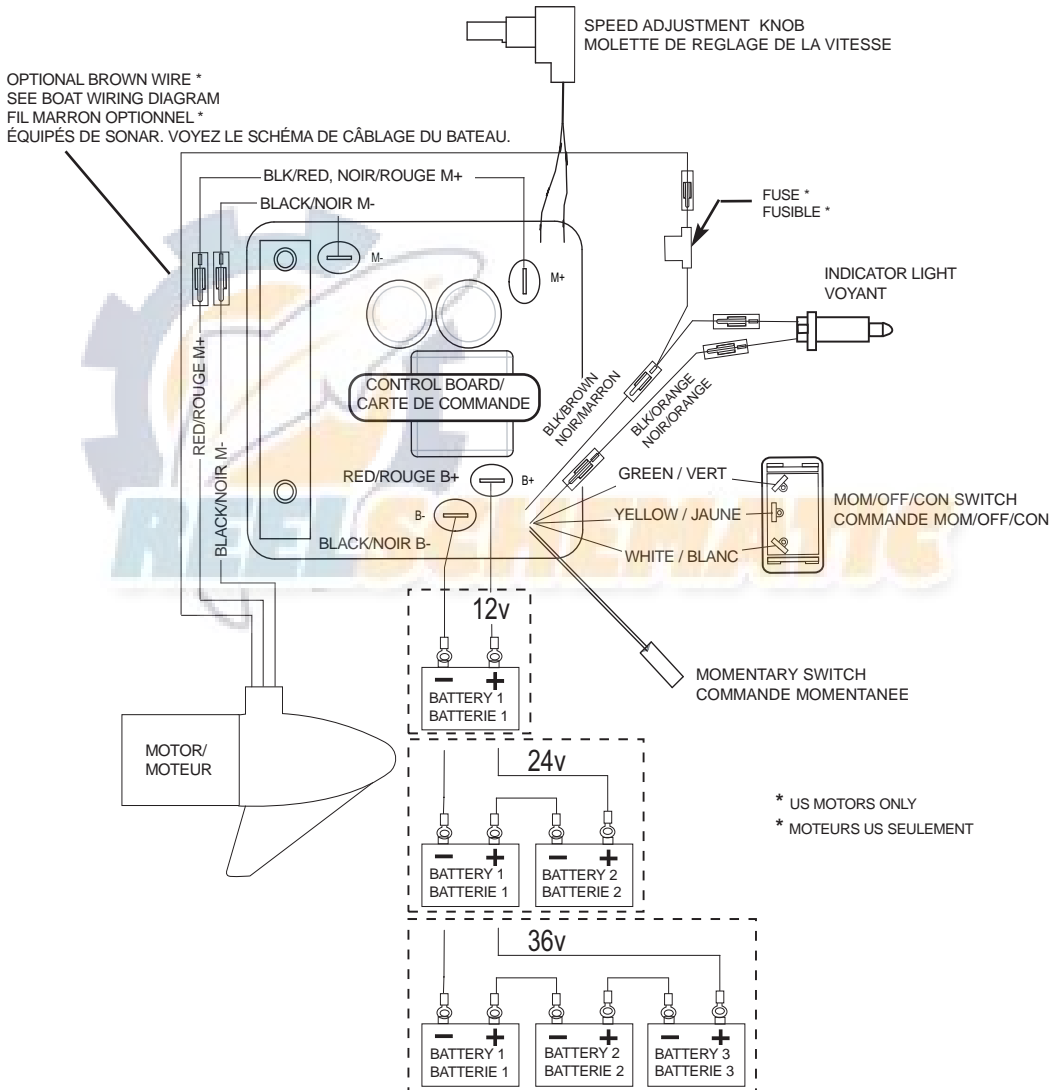 SPEED ADJUSTMENT KNOB
MOLETTE DE REGLAGE DE LA VITESSE
OPTIONAL BROWN WIRE *
SEE BOAT WIRING DIAGRAM
FIL MARRON OPTIONNEL *
ÉQUIPÉS DE SONAR. VOYEZ LE SCHÉMA DE CÂBLAGE DU BATEAU.
BLK/RED, NOIR/ROUGE M+
BLACK/NOIR M-
FUSE *
FUSIBLE *
M-
M+
INDICATOR LIGHT
VOYANT
RED/ROUGE M+
BLACK/NOIR M-
CONTROL BOARD/
CARTE DE COMMANDE
BLK/BROWN
NOIR/MARRON
BLK/ORANGE
NOIR/ORANGE
RED/ROUGE B+
B+
B-
BLACK/NOIR B-
GREEN / VERT
YELLOW / JAUNE
WHITE / BLANC
MOM/OFF/CON SWITCH
COMMANDE MOM/OFF/CON
REELSCHEMATIC
12v
- +
BATTERY 1
BATTERIE 1
MOMENTARY SWITCH
COMMANDE MOMENTANEE
MOTOR/
MOTEUR
24v
- +
BATTERY 1
BATTERIE 1
- +
BATTERY 2
BATTERIE 2
* US MOTORS ONLY
* MOTEURS US SEULEMENT
36v
- +
BATTERY 1
BATTERIE 1
- +
BATTERY 2
BATTERIE 2
- +
BATTERY 3
BATTERIE 3